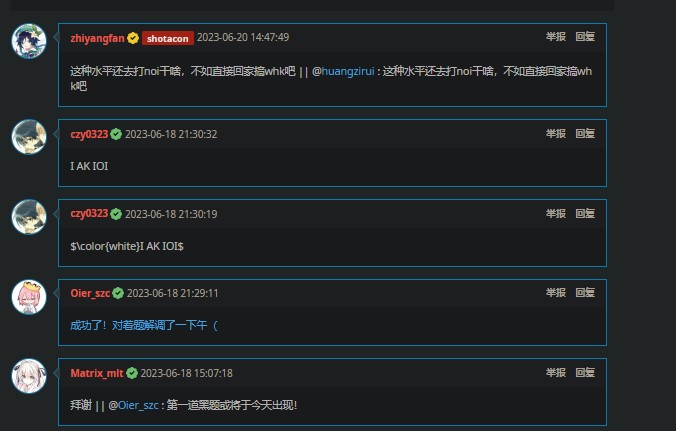 zhiyangfan shotacon 2023-06-20 14:47:49 举报 回复
这种水平还去打noi干啥，不如直接回家搞whk吧 || @huangzirui : 这种水平还去打noi干啥，不如直接回家搞wh
k吧
czy0323 2023-06-18 21:30:32 举报 回复
I AK IOI
czy0323 2023-06-18 21:30:19 举报 回复
$\color{white}I AK IOI$
Oier_szc 2023-06-18 21:29:11 举报 回复
成功了！对着题解调了一下午（
Matrix_mlt 2023-06-18 15:07:18 举报 回复
拜谢 || @Oier_szc : 第一道黑题或将于今天出现！